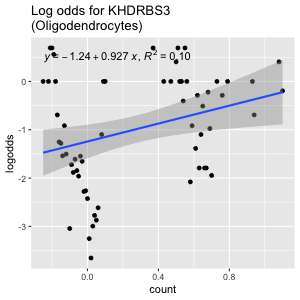 Log odds for KHDRBS3
(Oligodendrocytes)
y = − 1.24 + 0.927 x, R² = 0.10
0
-1
-2
-3
logodds
0.0 0.4 0.8
count